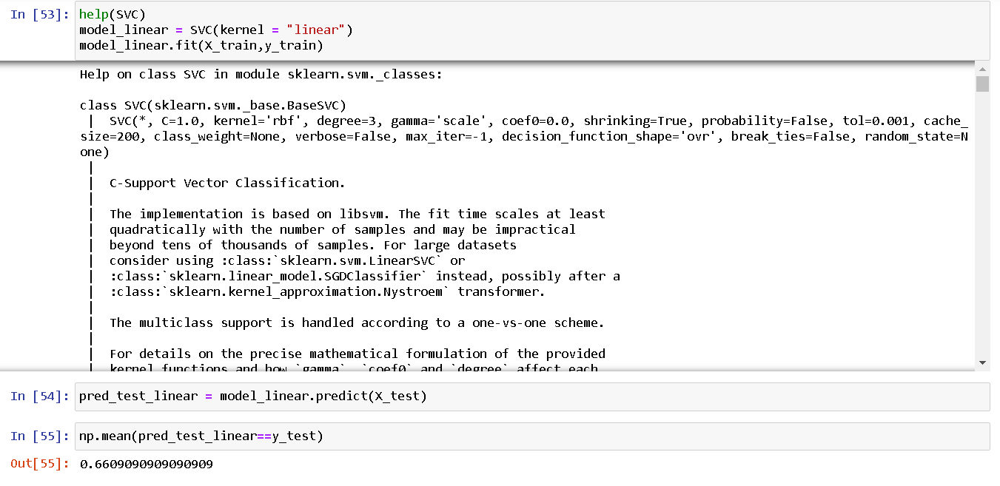 In [53]: help(SVC)
model_linear = SVC(kernel = "linear")
model_linear.fit(X_train,y_train)
Help on class SVC in module sklearn.svm._classes:
class SVC(sklearn.svm._base.BaseSVC)
 |  SVC(*, C=1.0, kernel='rbf', degree=3, gamma='scale', coef0=0.0, shrinking=True, probability=False, tol=0.001, cache_
size=200, class_weight=None, verbose=False, max_iter=-1, decision_function_shape='ovr', break_ties=False, random_state=N
one)
 |
 |  C-Support Vector Classification.
 |
 |  The implementation is based on libsvm. The fit time scales at least
 |  quadratically with the number of samples and may be impractical
 |  beyond tens of thousands of samples. For large datasets
 |  consider using :class:`sklearn.svm.LinearSVC` or
 |  :class:`sklearn.linear_model.SGDClassifier` instead, possibly after a
 |  :class:`sklearn.kernel_approximation.Nystroem` transformer.
 |
 |  The multiclass support is handled according to a one-vs-one scheme.
 |
 |  For details on the precise mathematical formulation of the provided
 |  kernel functions and how `gamma`, `coef0` and `degree` affect each
In [54]: pred_test_linear = model_linear.predict(X_test)
In [55]: np.mean(pred_test_linear==y_test)
Out[55]: 0.6609090909090909